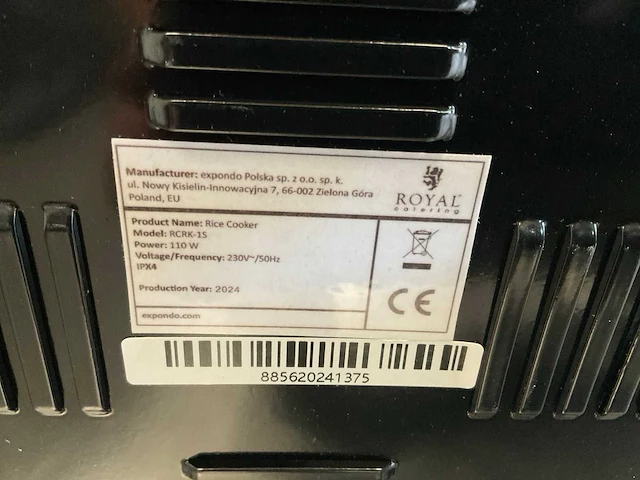 Manufacturer: expondo Polska sp. z o.o. sp. k.
ul. Nowy Kisielin-Innowacyjna 7, 66-002 Zielona Góra
Poland, EU
ROYAL
catering
Product Name: Rice Cooker
Model: RCRK-1S
Power: 110 W
Voltage/Frequency: 230V~/50Hz
IPX4
Production Year: 2024
expondo.com
CE
885620241375